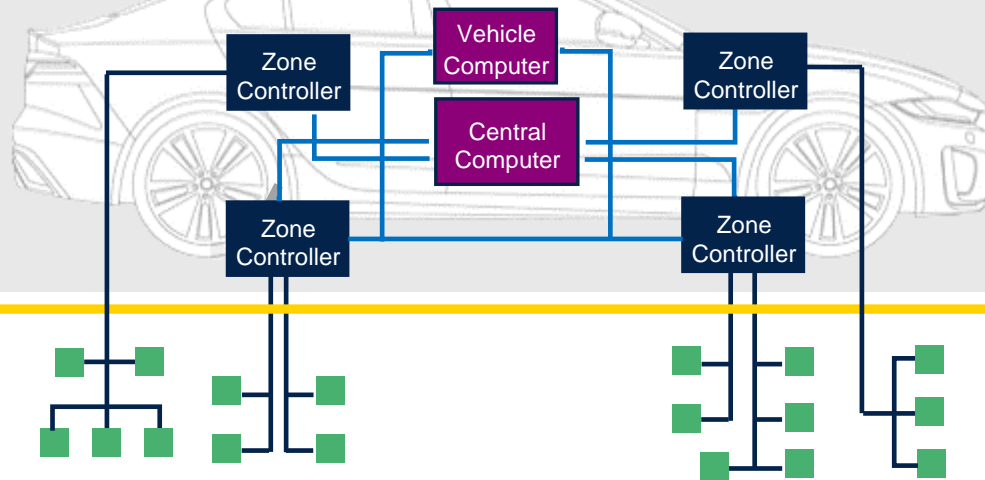 Vehicle
Computer
Zone
Controller
Zone
Controller
Central
Computer
Zone
Controller
Zone
Controller